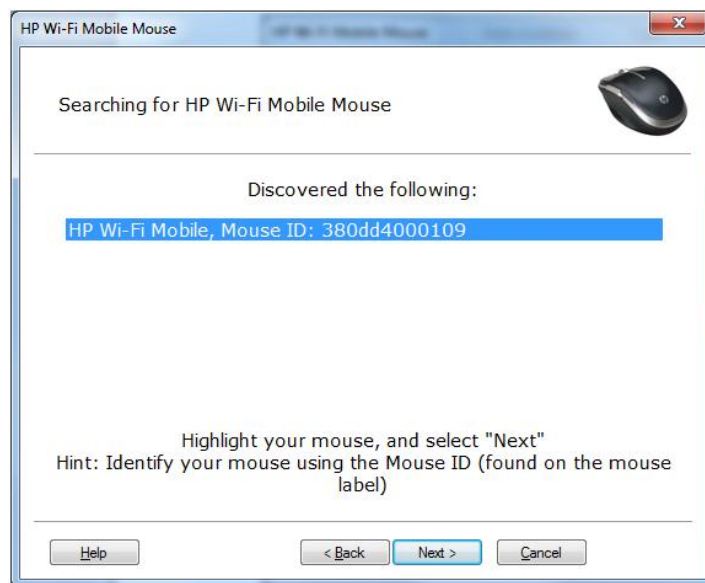 HP Wi-Fi Mobile Mouse
Searching for HP Wi-Fi Mobile Mouse
Discovered the following:
HP Wi-Fi Mobile, Mouse ID: 380dd4000109
Highlight your mouse, and select "Next"
Hint: Identify your mouse using the Mouse ID (found on the mouse
label)
Help < Back Next > Cancel